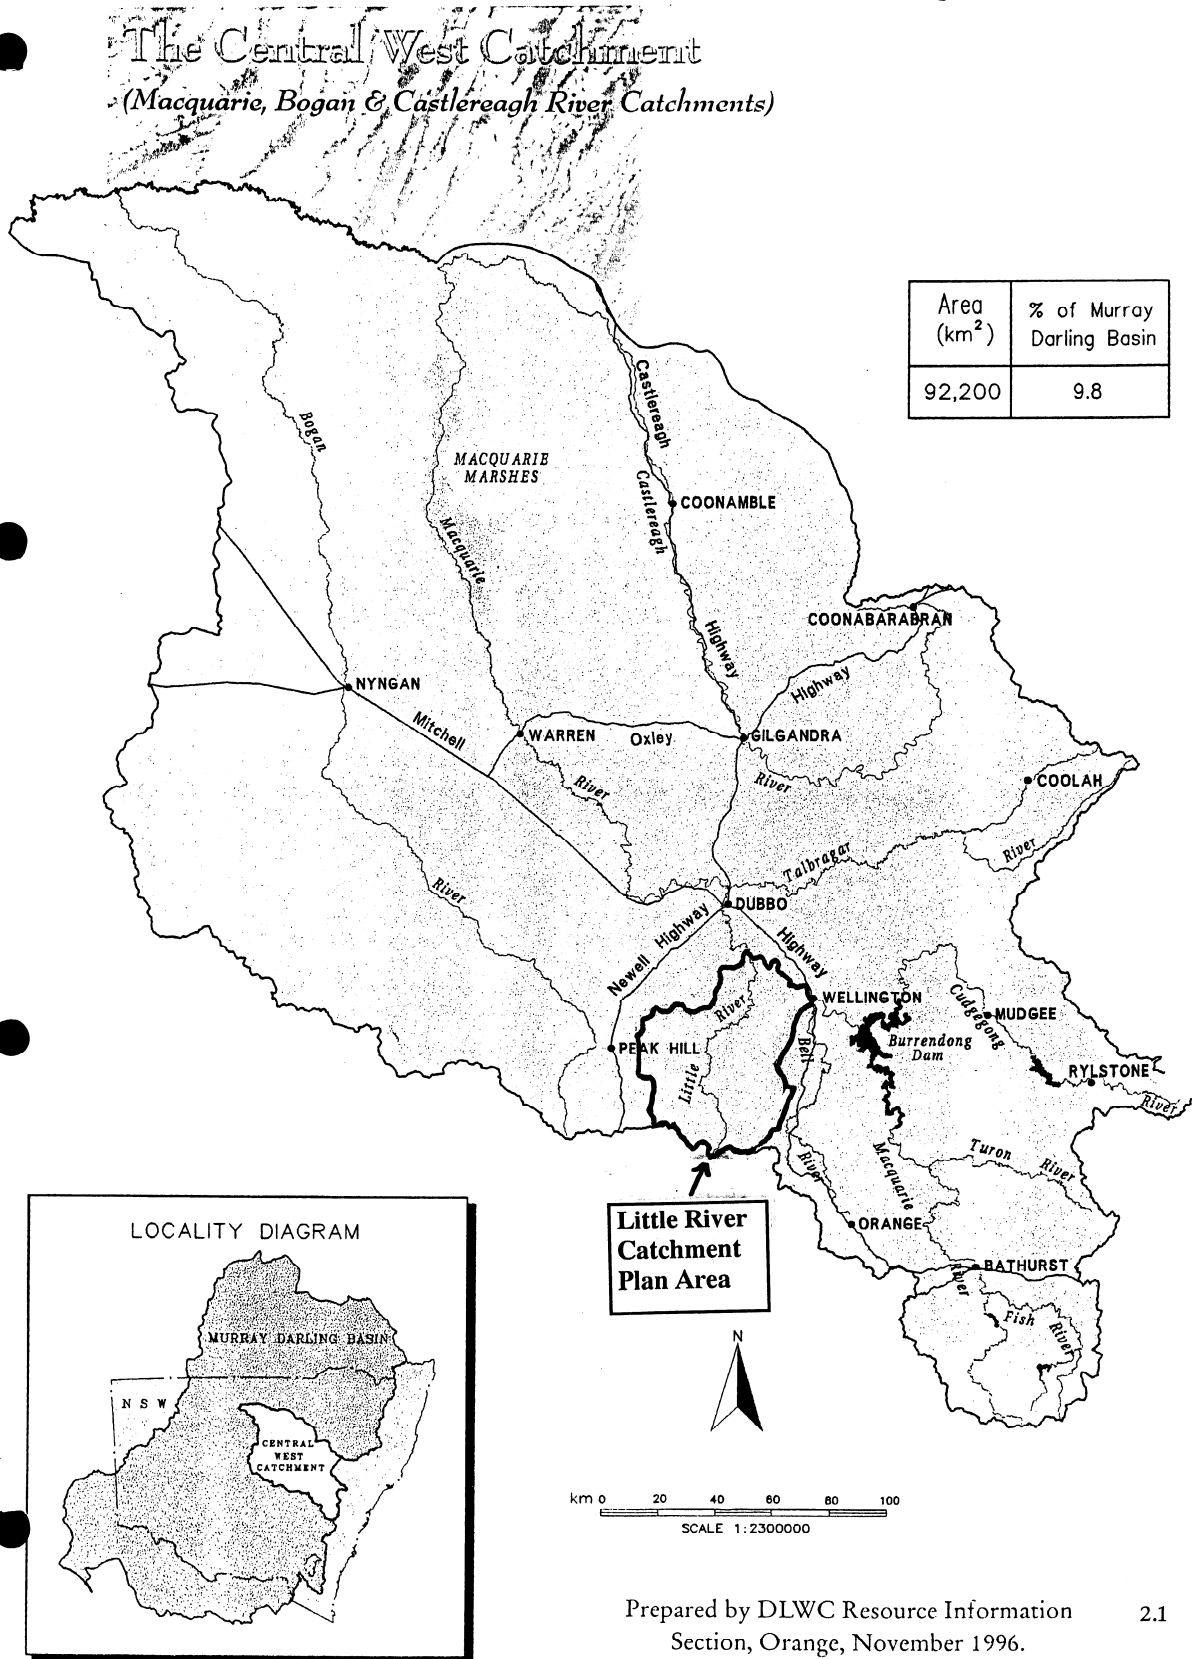 The Central West Catchment
(Macquarie, Bogan & Castlereagh River Catchments)
Area
(km²)
% of Murray
Darling Basin
92,200
9.8
Bogan
Castlereagh
MACQUARIE
MARSHES
Castlereagh
COONAMBLE
Macquarie
COONABARABRAN
Highway
Highway
NYNGAN
Mitchell
WARREN
Oxley
GILGANDRA
River
River
COOLAH
Talbragar
River
River
DUBBO
Newell Highway
Highway
River
WELLINGTON
Cudgegong
MUDGEE
Burrendong
Dam
PEAK HILL
Bell
Little
RYLSTONE
River
Macquarie
Turon River
River
ORANGE
BATHURST
River
Fish River
Little River
Catchment
Plan Area
LOCALITY DIAGRAM
MURRAY DARLING BASIN
N S W
CENTRAL
WEST
CATCHMENT
N
km 0 20 40 60 80 100
SCALE 1:2300000
Prepared by DLWC Resource Information
Section, Orange, November 1996.
2.1